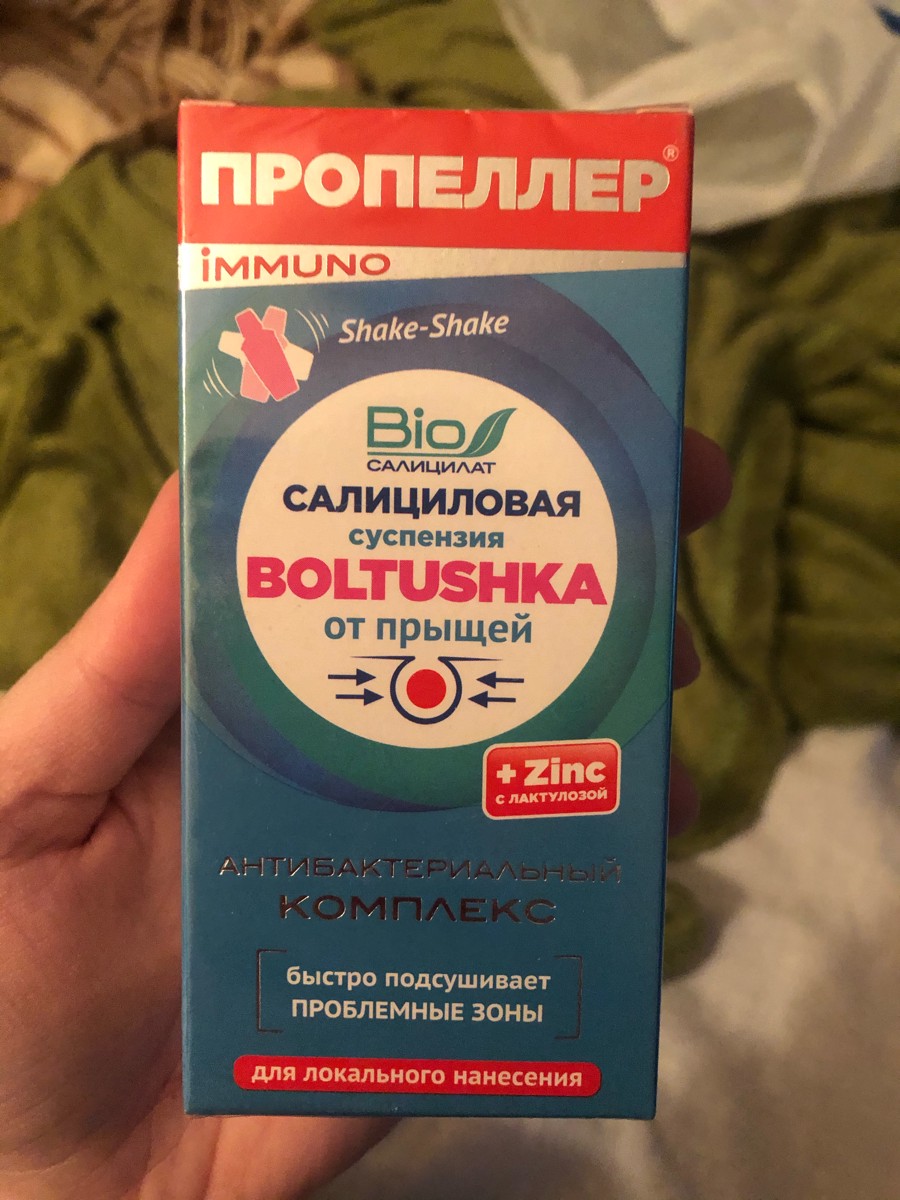 ПРОПЕЛЛЕР®
iMMUNO
Shake-Shake
Bio
САЛИЦИЛАТ
САЛИЦИЛОВАЯ
суспензия
BOLTUSHKA
от прыщей
+ Zinc
С ЛАКТУЛОЗОЙ
АНТИБАКТЕРИАЛЬНЫЙ
КОМПЛЕКС
быстро подсушивает
ПРОБЛЕМНЫЕ ЗОНЫ
для локального нанесения